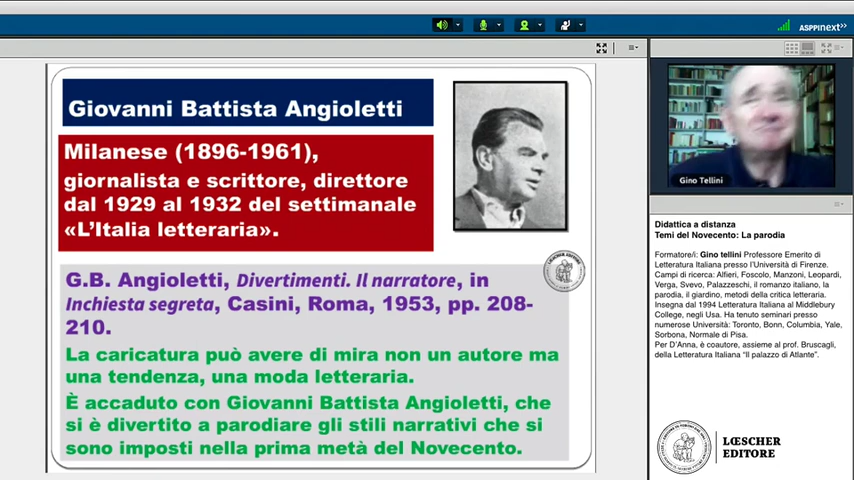 ASPPInext>>
Giovanni Battista Angioletti
Milanese (1896-1961),
giornalista e scrittore, direttore
dal 1929 al 1932 del settimanale
«L'Italia letteraria».
G.B. Angioletti, Divertimenti. Il narratore, in
Inchiesta segreta, Casini, Roma, 1953, pp. 208-
210.
La caricatura può avere di mira non un autore ma
una tendenza, una moda letteraria.
È accaduto con Giovanni Battista Angioletti, che
si è divertito a parodiare gli stili narrativi che si
sono imposti nella prima metà del Novecento.
Gino Tellini
Didattica a distanza
Temi del Novecento: La parodia
Formatore/i: Gino tellini Professore Emerito di
Letteratura Italiana presso l'Università di Firenze.
Campi di ricerca: Alfieri, Foscolo, Manzoni, Leopardi,
Verga, Svevo, Palazzeschi, il romanzo italiano, la
parodia, il giardino, metodi della critica letteraria.
Insegna dal 1994 Letteratura Italiana al Middlebury
College, negli Usa. Ha tenuto seminari presso
numerose Università: Toronto, Bonn, Columbia, Yale,
Sorbona, Normale di Pisa.
Per D'Anna, è coautore, assieme al prof. Bruscagli,
della Letteratura Italiana "Il palazzo di Atlante".
LŒSCHER
EDITORE